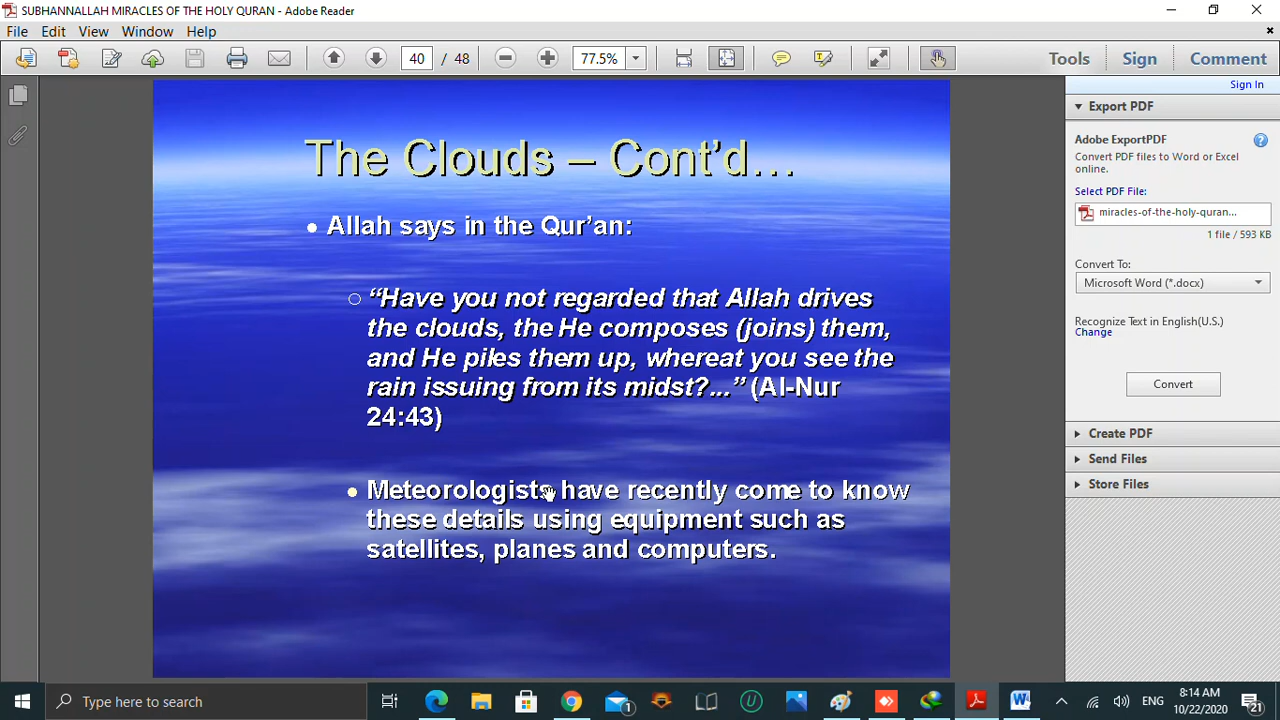 SUBHANNALLAH MIRACLES OF THE HOLY QURAN - Adobe Reader
File Edit View Window Help
40 / 48 77.5% Tools Sign Comment
Sign In
Export PDF
Adobe ExportPDF
Convert PDF files to Word or Excel
online.
Select PDF File:
miracles-of-the-holy-quran...
1 file / 593 KB
Convert To:
Microsoft Word (*.docx)
Recognize Text in English(U.S.)
Change
Convert
Create PDF
Send Files
Store Files
The Clouds – Cont’d…
Allah says in the Qur’an:
“Have you not regarded that Allah drives
the clouds, the He composes (joins) them,
and He piles them up, whereat you see the
rain issuing from its midst?...” (Al-Nur
24:43)
Meteorologists have recently come to know
these details using equipment such as
satellites, planes and computers.
Type here to search
1
ENG
8:14 AM
10/22/2020
21